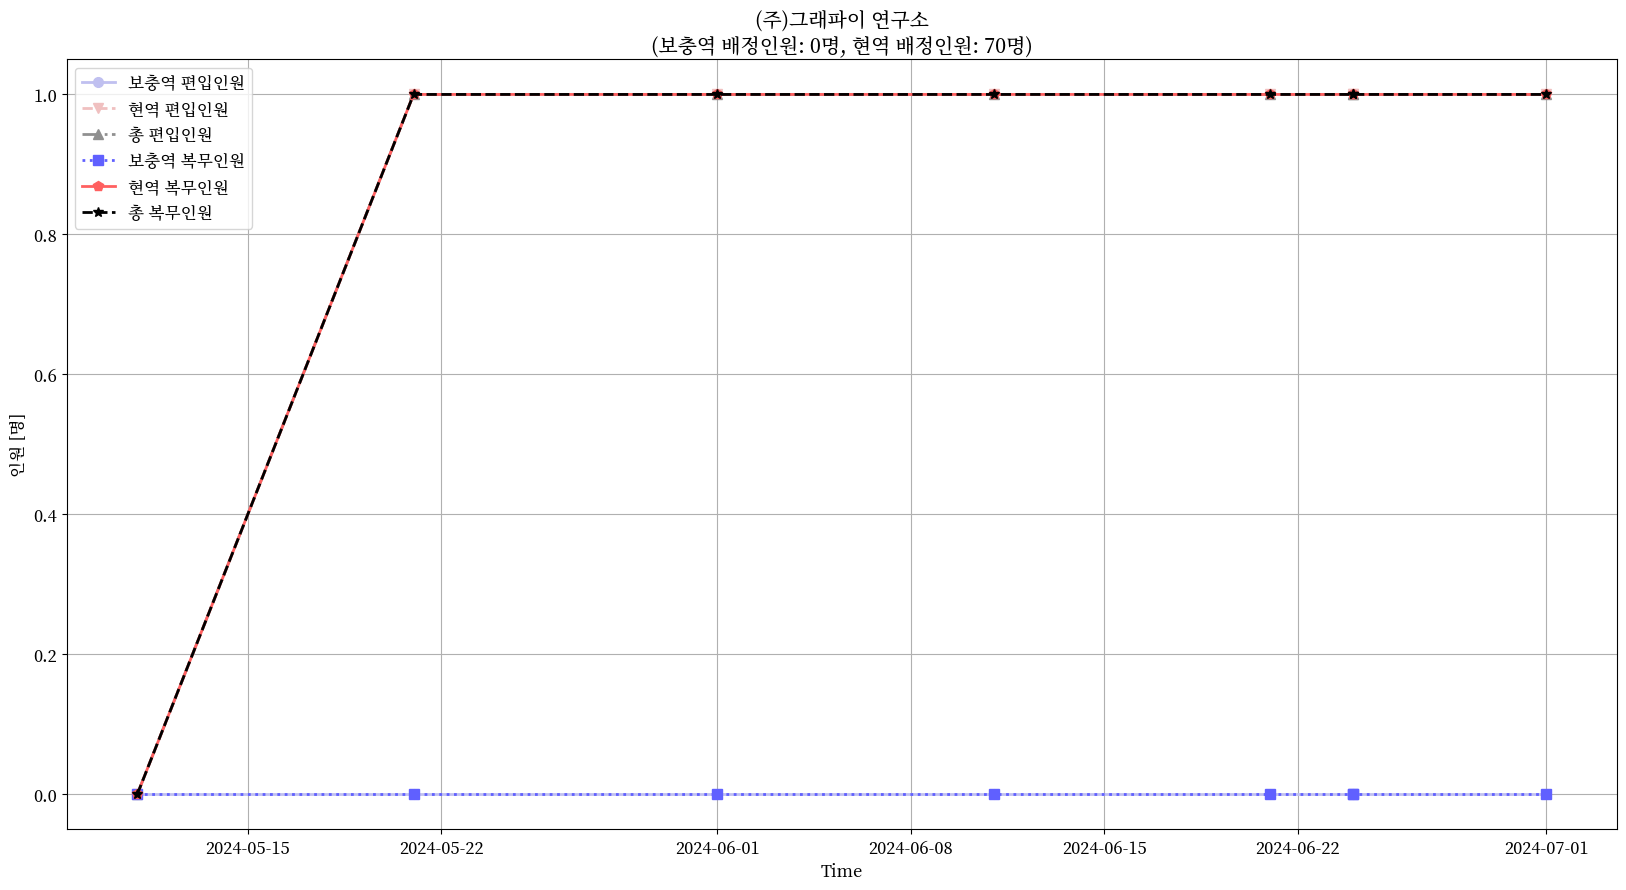 (주)그래파이 연구소
(보충역 배정인원: 0명, 현역 배정인원: 70명)
보충역 편입인원
현역 편입인원
총 편입인원
보충역 복무인원
현역 복무인원
총 복무인원
1.0
0.8
0.6
0.4
0.2
0.0
인원 [명]
2024-05-15
2024-05-22
2024-06-01
2024-06-08
2024-06-15
2024-06-22
2024-07-01
Time